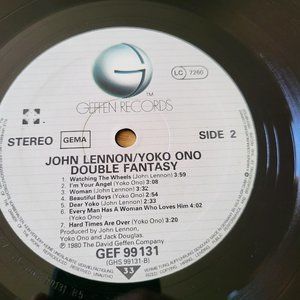 LC 7260
TM
GEFFEN RECORDS
STEREO GEMA SIDE 2
JOHN LENNON/YOKO ONO
DOUBLE FANTASY
1. Watching The Wheels (John Lennon) 3:59
2. I'm Your Angel (Yoko Ono) 3:08
3. Woman (John Lennon) 3:32
4. Beautiful Boys (Yoko Ono) 2:54
5. Dear Yoko (John Lennon)
6. Every Man Has A Woman Who Loves Him 4:02
(Yoko Ono)
7. Hard Times Are Over (Yoko Ono) 3:20
Produced by John Lennon,
Yoko Ono and Jack Douglas.
℗ 1980 The David Geffen Company
GEF 99131
(GHS 99131-B)
33